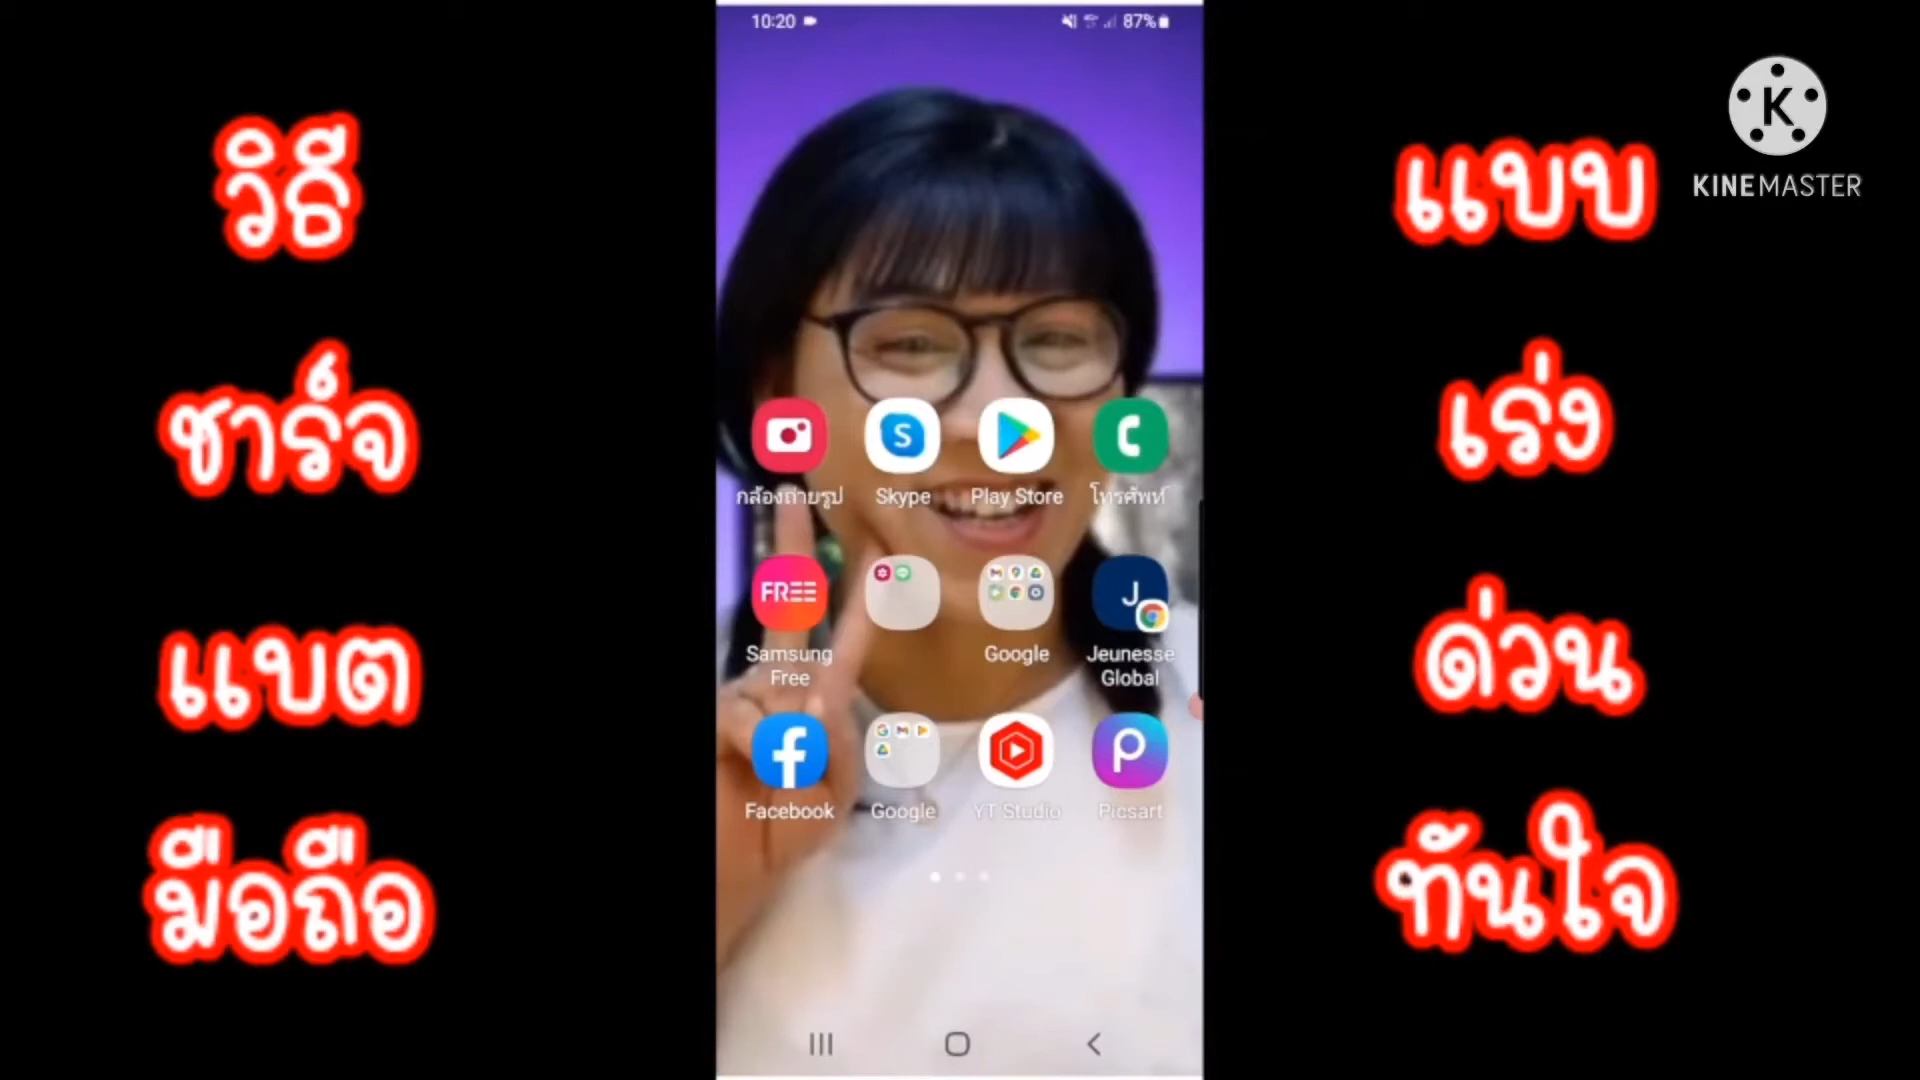 วิธี
ชาร์จ
แบต
มือถือ
10:20
87%
กล้องถ่ายรูป
Skype
Play Store
โทรศัพท์
FREE
J
Samsung Free
Google
Jeunesse Global
Facebook
Google
YT Studio
Picsart
แบบ
เร่ง
ด่วน
ทันใจ
K
KINEMASTER